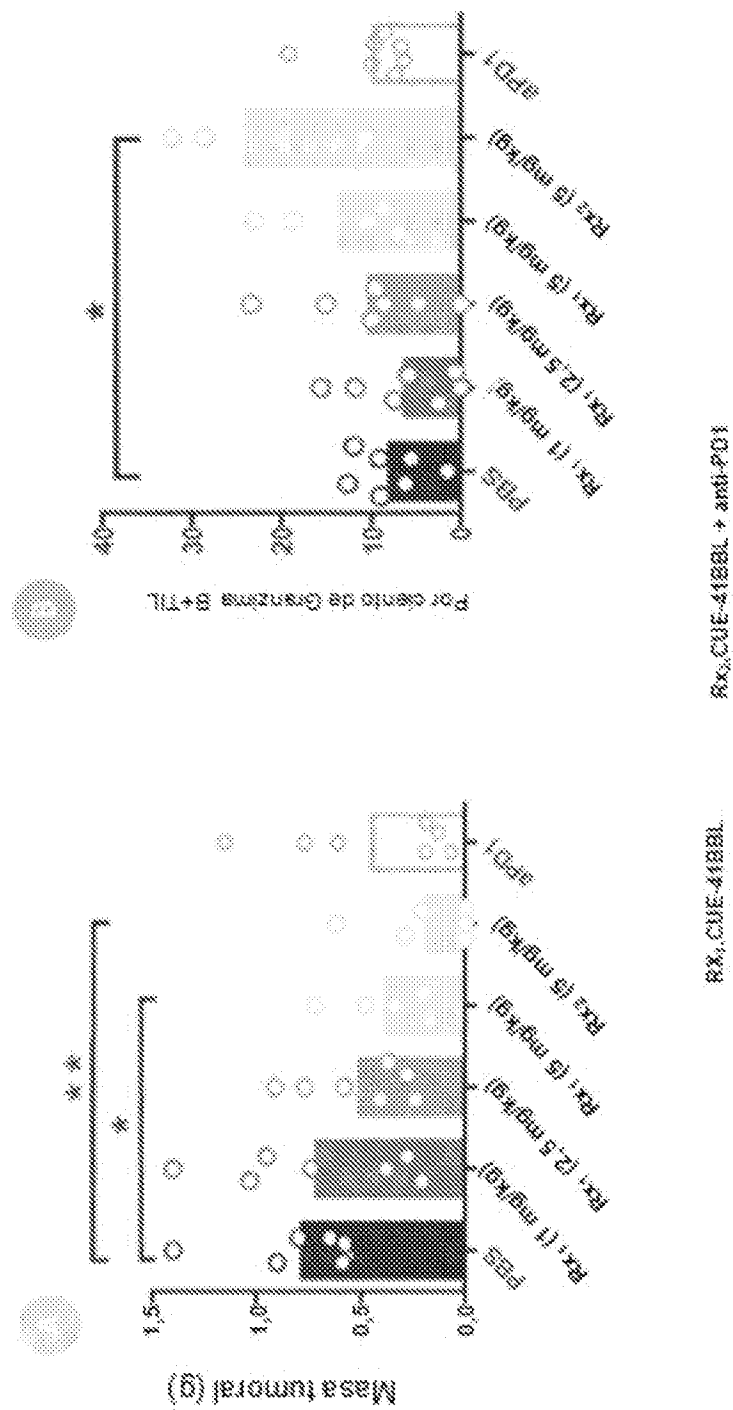 Masa tumoral (g)
1,5
1,0
0,5
0,0
**
*
PBS
Rx₁ (1 mg/kg)
Rx₁ (2,5 mg/kg)
Rx₁ (5 mg/kg)
Rx₂ (5 mg/kg)
aPD1
Por ciento de Granzima B+TIL
40
30
20
10
0
*
PBS
Rx₁ (1 mg/kg)
Rx₁ (2,5 mg/kg)
Rx₁ (5 mg/kg)
Rx₂ (5 mg/kg)
aPD1
RX₁, CUE-41BBL
Rx₂, CUE-41BBL + anti-PD1